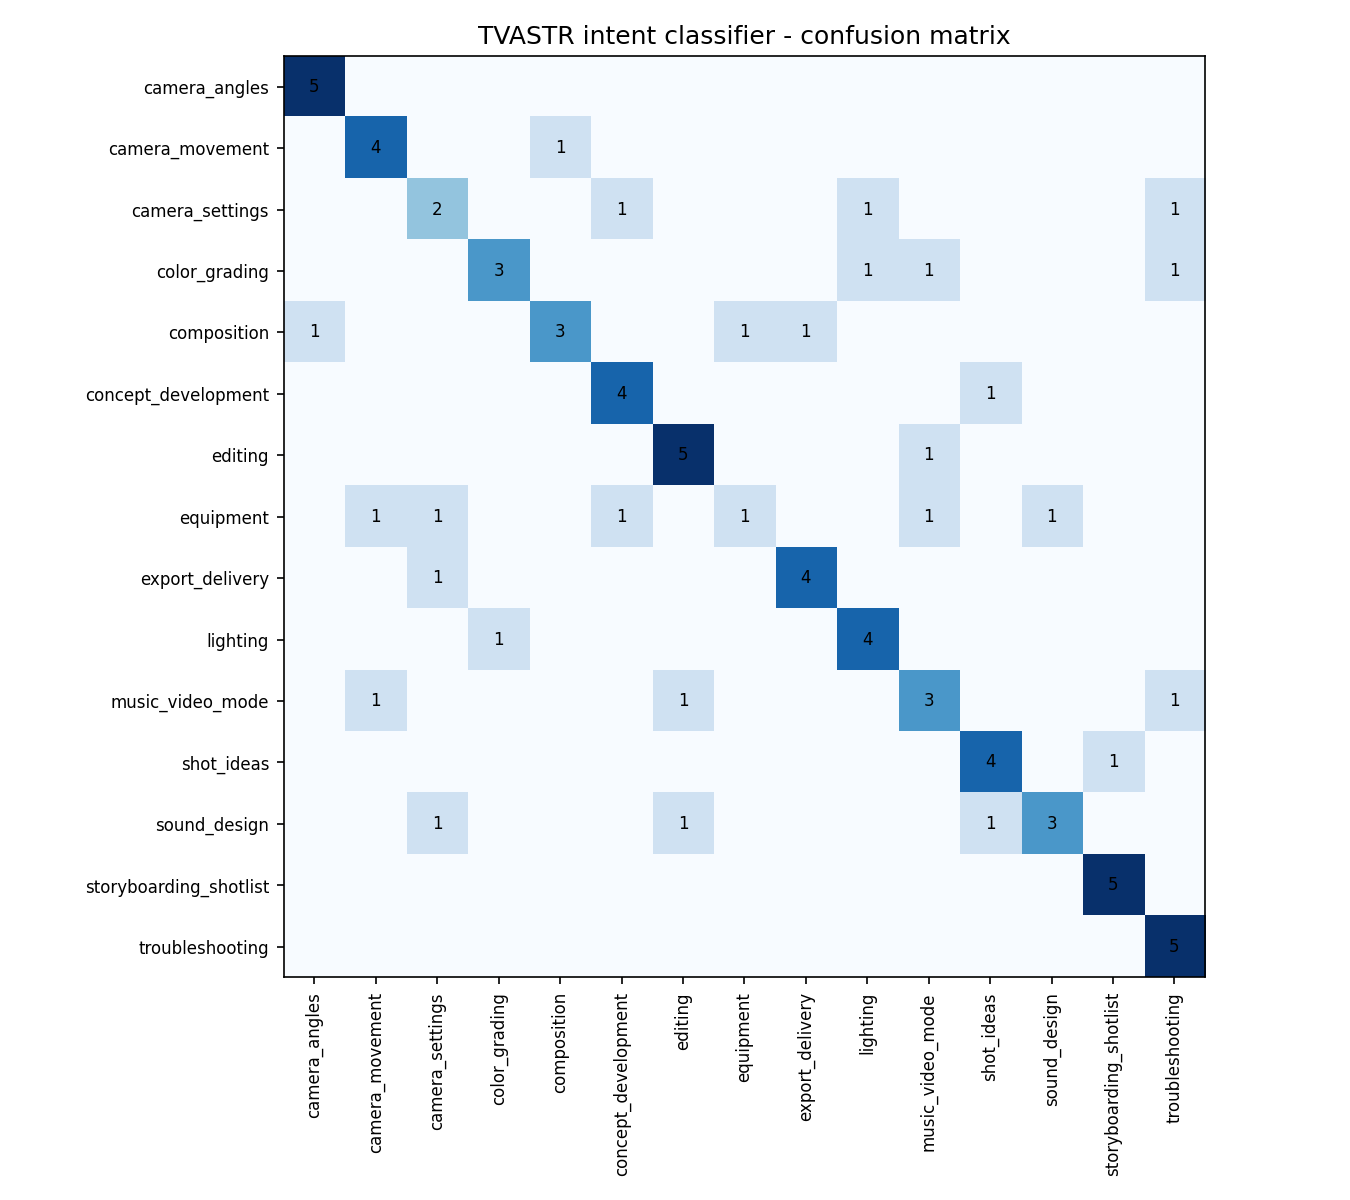 TVASTR intent classifier - confusion matrix
camera_angles 5
camera_movement 4 1
camera_settings 2 1 1 1
color_grading 3 1 1 1
composition 1 3 1 1
concept_development 4 1
editing 5 1
equipment 1 1 1 1 1 1
export_delivery 1 4
lighting 1 4
music_video_mode 1 1 3 1
shot_ideas 4 1
sound_design 1 1 1 3
storyboarding_shotlist 5
troubleshooting 5
camera_angles
camera_movement
camera_settings
color_grading
composition
concept_development
editing
equipment
export_delivery
lighting
music_video_mode
shot_ideas
sound_design
storyboarding_shotlist
troubleshooting